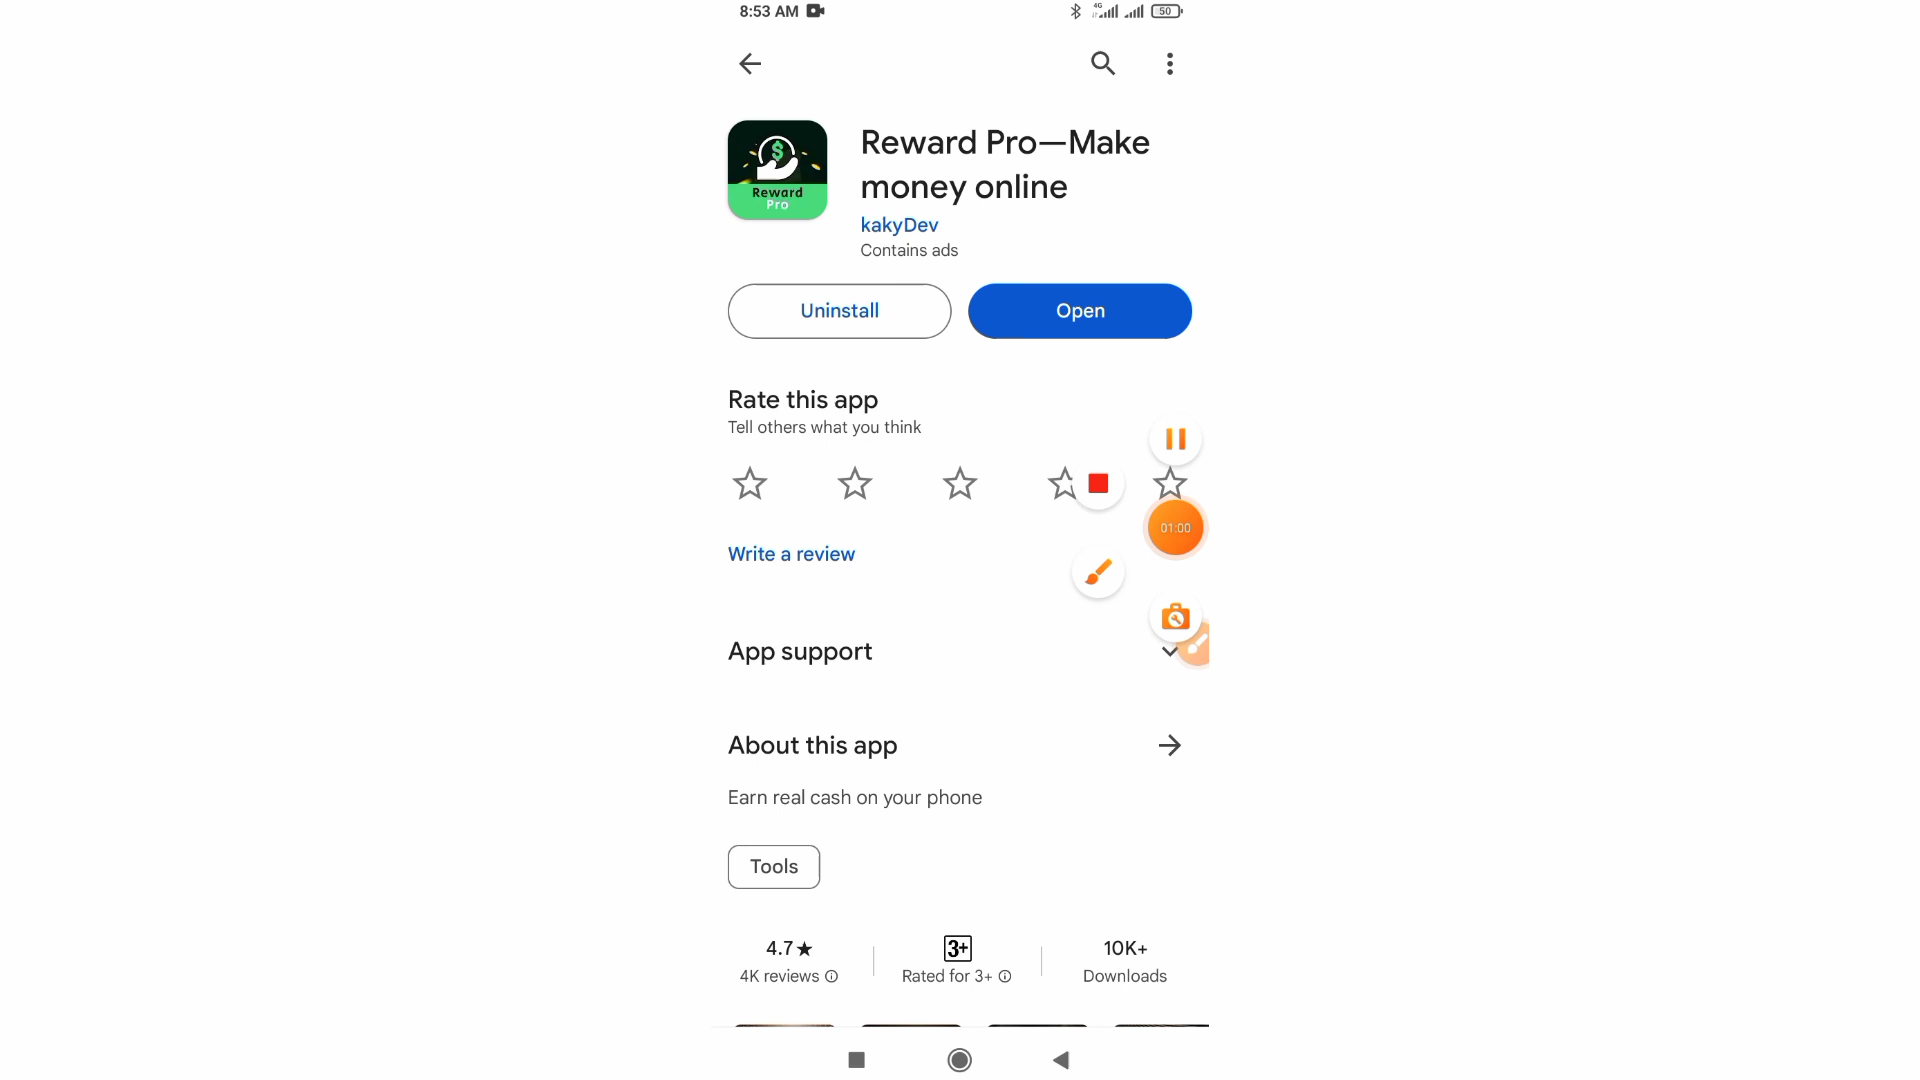 8:53 AM
4G
50
Reward Pro—Make
money online
Reward
Pro
kakyDev
Contains ads
Uninstall
Open
Rate this app
Tell others what you think
01:00
Write a review
App support
About this app
Earn real cash on your phone
Tools
4.7★
3+
10K+
4K reviews
Rated for 3+
Downloads